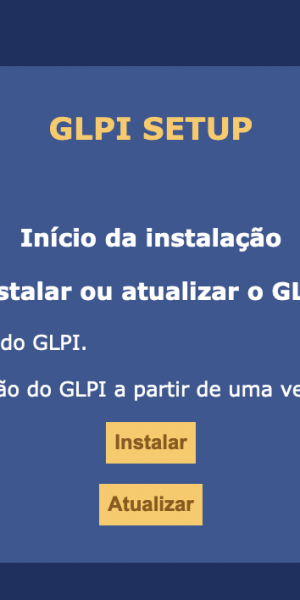 GLPI SETUP
Início da instalação
stalar ou atualizar o GL
do GLPI.
ão do GLPI a partir de uma ve
Instalar
Atualizar